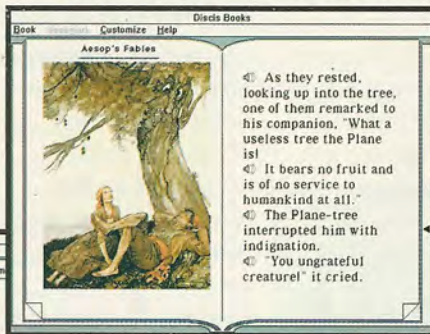 Discis Books
Book Bookmark Customize Help
Aesop's Fables
As they rested,
looking up into the tree,
one of them remarked to
his companion, "What a
useless tree the Plane
is!
It bears no fruit and
is of no service to
humankind at all."
The Plane-tree
interrupted him with
indignation.
"You ungrateful
creature!" it cried.